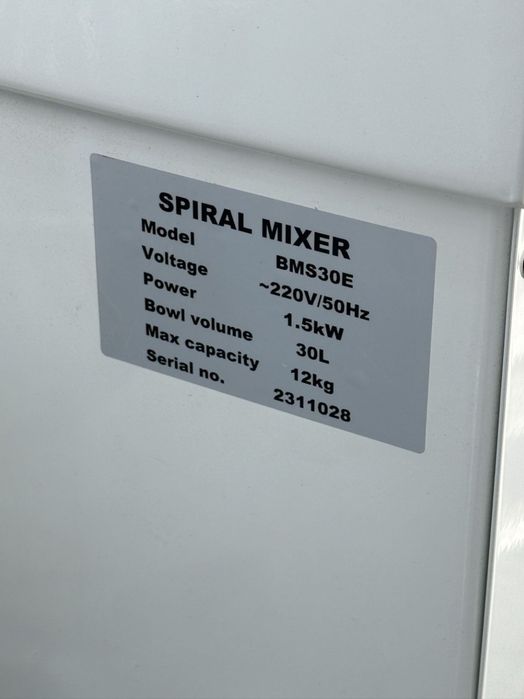 SPIRAL MIXER
Model BMS30E
Voltage ~220V/50Hz
Power 1.5kW
Bowl volume 30L
Max capacity 12kg
Serial no. 2311028